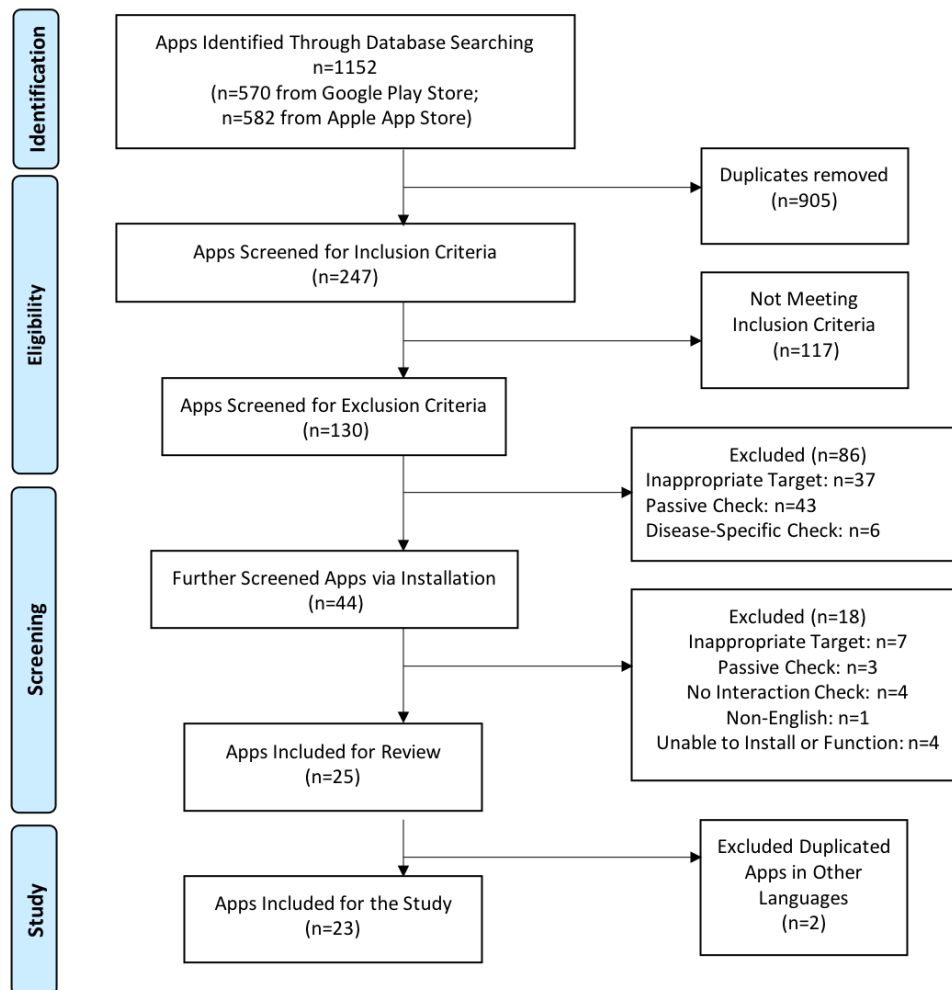 Identification
Apps Identified Through Database Searching
n=1152
(n=570 from Google Play Store;
n=582 from Apple App Store)
Duplicates removed
(n=905)
Eligibility
Apps Screened for Inclusion Criteria
(n=247)
Not Meeting
Inclusion Criteria
(n=117)
Apps Screened for Exclusion Criteria
(n=130)
Excluded (n=86)
Inappropriate Target: n=37
Passive Check: n=43
Disease-Specific Check: n=6
Screening
Further Screened Apps via Installation
(n=44)
Excluded (n=18)
Inappropriate Target: n=7
Passive Check: n=3
No Interaction Check: n=4
Non-English: n=1
Unable to Install or Function: n=4
Apps Included for Review
(n=25)
Study
Excluded Duplicated
Apps in Other
Languages
(n=2)
Apps Included for the Study
(n=23)